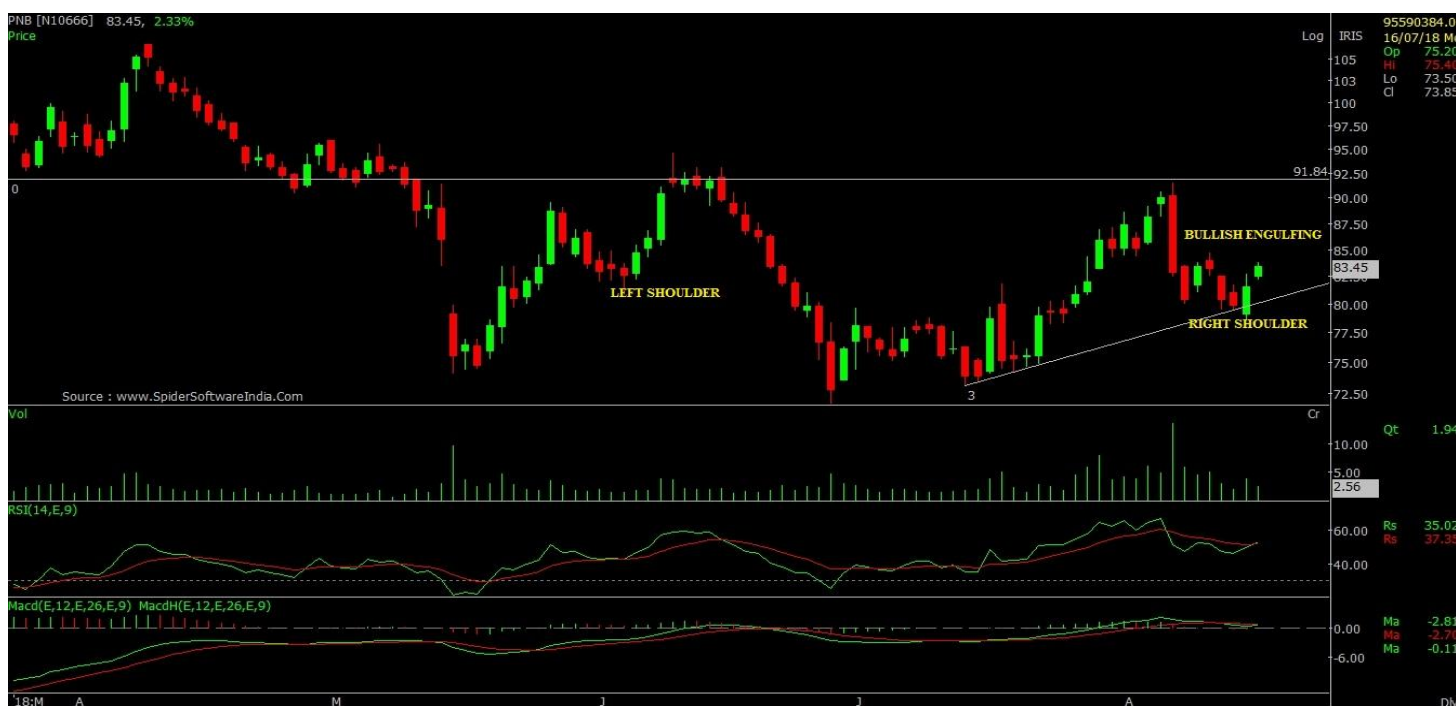 PNB [N10666] 83.45, 2.33%
Price
Log
IRIS
16/07/18
Op 75.20
Hi 75.40
Lo 73.50
Cl 73.85
105
103
100
97.50
95.00
92.50
90.00
87.50
85.00
83.45
80.00
77.50
75.00
72.50
91.84
0
BULLISH ENGULFING
LEFT SHOULDER
RIGHT SHOULDER
3
Source : www.SpiderSoftwareIndia.Com
Vol
Cr
Qt 1.94
10.00
5.00
2.56
RSI(14,E,9)
60.00
40.00
Rs 35.02
Rs 37.35
Macd(E,12,E,26,E,9) MacdH(E,12,E,26,E,9)
0.00
-6.00
Ma -2.81
Ma -2.70
Ma -0.11
'18:M A M J J A